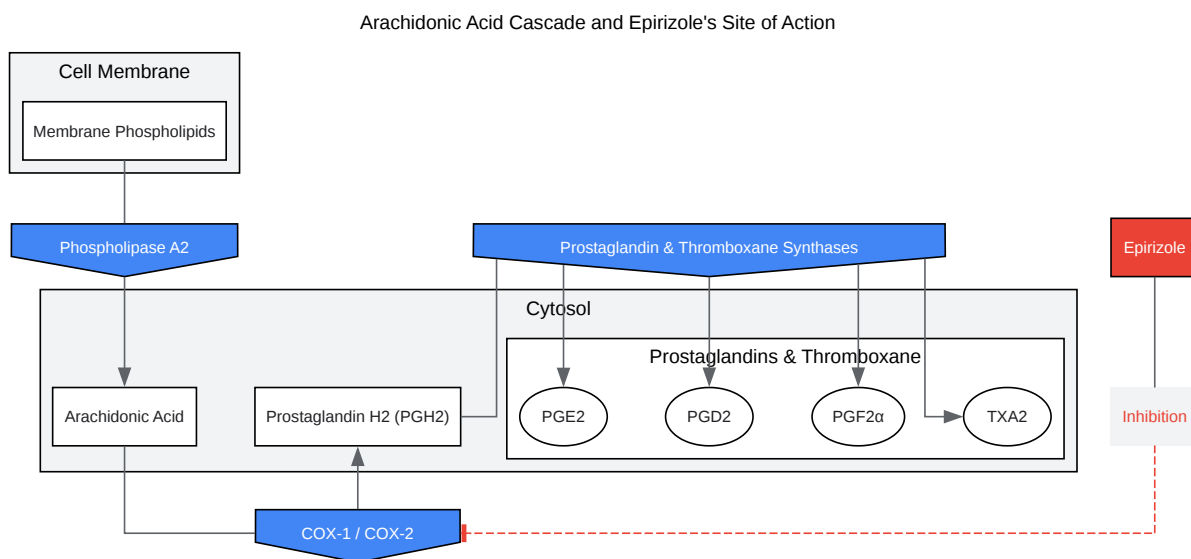 Arachidonic Acid Cascade and Epirizole's Site of Action
Cell Membrane
Membrane Phospholipids
Phospholipase A2
Prostaglandin & Thromboxane Synthases
Epirizole
Cytosol
Prostaglandins & Thromboxane
Arachidonic Acid
Prostaglandin H2 (PGH2)
PGE2
PGD2
PGF2α
TXA2
Inhibition
COX-1 / COX-2